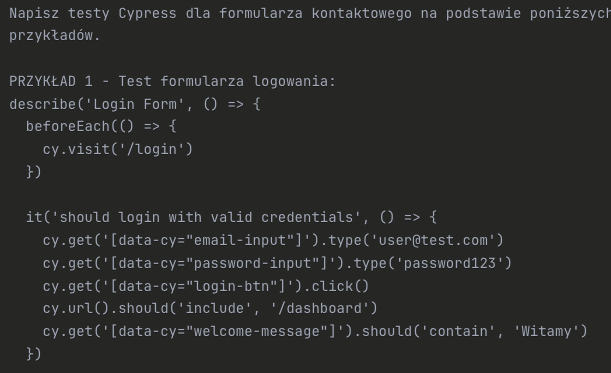 Napisz testy Cypress dla formularza kontaktowego na podstawie poniższych
przykładów.

PRZYKŁAD 1 - Test formularza logowania:
describe('Login Form', () => {
  beforeEach(() => {
    cy.visit('/login')
  })

  it('should login with valid credentials', () => {
    cy.get('[data-cy="email-input"]').type('user@test.com')
    cy.get('[data-cy="password-input"]').type('password123')
    cy.get('[data-cy="login-btn"]').click()
    cy.url().should('include', '/dashboard')
    cy.get('[data-cy="welcome-message"]').should('contain', 'Witamy')
  })